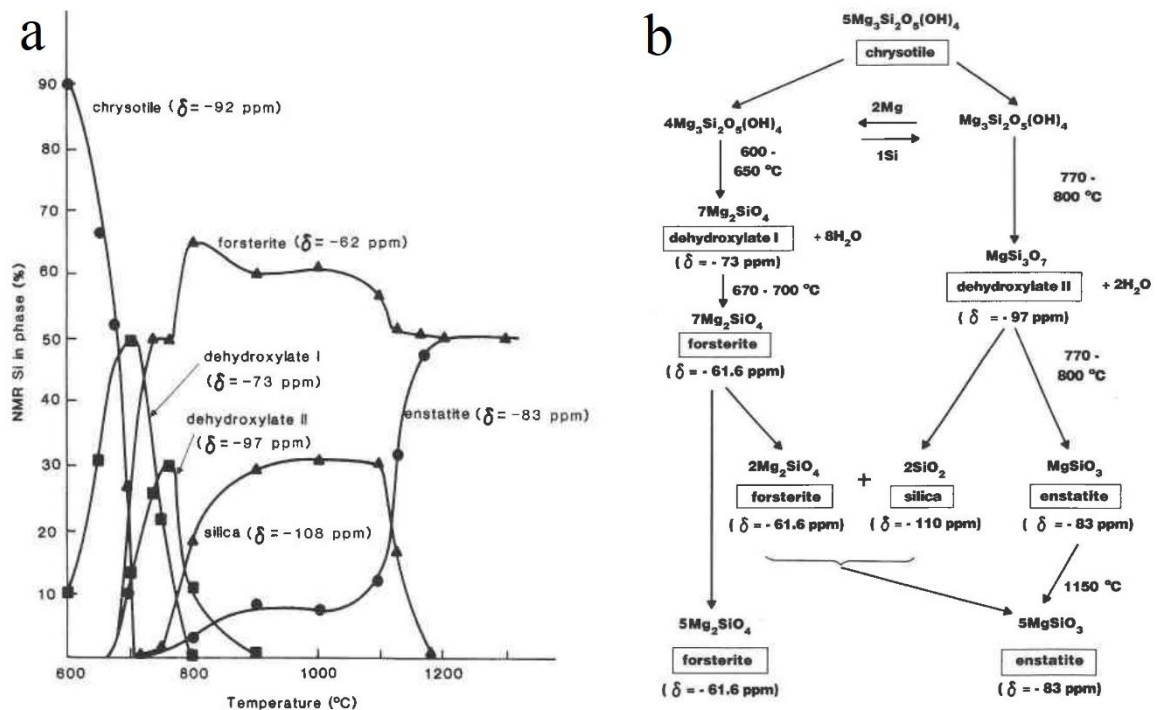 a
90
80
70
60
50
40
30
20
10
NMR Si in phase (%)
chrysotile (δ= −92 ppm)
forsterite (δ= −62 ppm)
dehydroxylate I
(δ= −73 ppm)
dehydroxylate II
(δ= −97 ppm)
enstatite (δ= −83 ppm)
silica (δ= −108 ppm)
600
800
1000
1200
Temperature (°C)
b
5Mg₃Si₂O₅(OH)₄
chrysotile
4Mg₃Si₂O₅(OH)₄
2Mg
1Si
Mg₃Si₂O₅(OH)₄
600 -
650 °C
770 -
800 °C
7Mg₂SiO₄
dehydroxylate I
+ 8H₂O
(δ = - 73 ppm)
MgSi₃O₇
dehydroxylate II
+ 2H₂O
(δ = - 97 ppm)
670 - 700 °C
7Mg₂SiO₄
forsterite
(δ = - 61.6 ppm)
770 -
800 °C
2Mg₂SiO₄
forsterite
(δ = - 61.6 ppm)
+
2SiO₂
silica
(δ = - 110 ppm)
MgSiO₃
enstatite
(δ = - 83 ppm)
1150 °C
5Mg₂SiO₄
forsterite
(δ = - 61.6 ppm)
5MgSiO₃
enstatite
(δ = - 83 ppm)